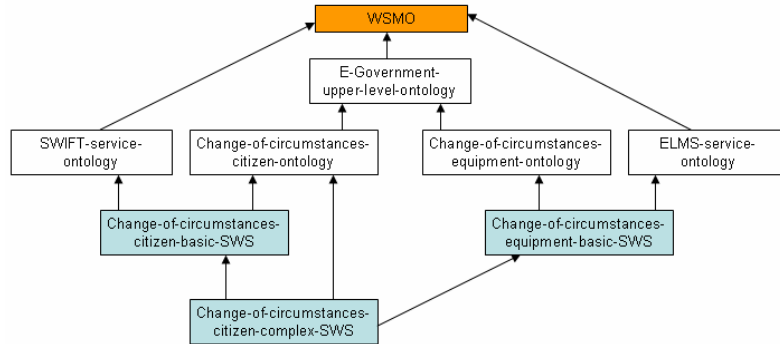 WSMO
E-Government-
upper-level-ontology
SWIFT-service-
ontology
Change-of-circumstances-
citizen-ontology
Change-of-circumstances-
equipment-ontology
ELMS-service-
ontology
Change-of-circumstances-
citizen-basic-SWS
Change-of-circumstances-
equipment-basic-SWS
Change-of-circumstances-
citizen-complex-SWS